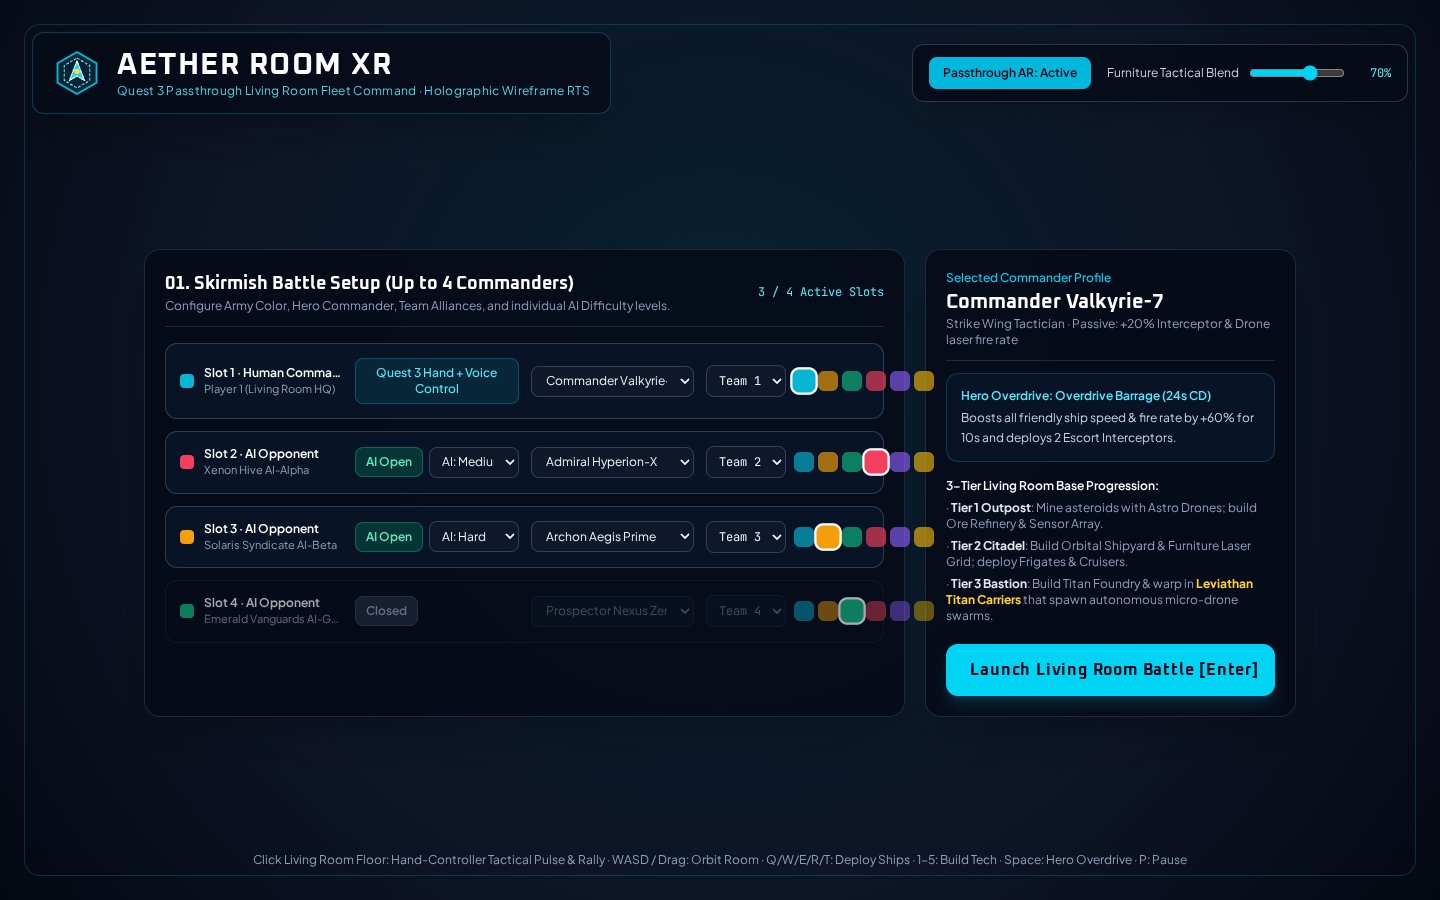 AETHER ROOM XR
Quest 3 Passthrough Living Room Fleet Command · Holographic Wireframe RTS
Passthrough AR: Active
Furniture Tactical Blend
70%
01. Skirmish Battle Setup (Up to 4 Commanders)
Configure Army Color, Hero Commander, Team Alliances, and individual AI Difficulty levels.
3 / 4 Active Slots
Slot 1 · Human Comma…
Player 1 (Living Room HQ)
Quest 3 Hand + Voice
Control
Commander Valkyrie-
Team 1
Slot 2 · AI Opponent
Xenon Hive AI-Alpha
AI Open
AI: Mediu
Admiral Hyperion-X
Team 2
Slot 3 · AI Opponent
Solaris Syndicate AI-Beta
AI Open
AI: Hard
Archon Aegis Prime
Team 3
Slot 4 · AI Opponent
Emerald Vanguards AI-G…
Closed
Prospector Nexus Zer
Team 4
Selected Commander Profile
Commander Valkyrie-7
Strike Wing Tactician · Passive: +20% Interceptor & Drone
laser fire rate
Hero Overdrive: Overdrive Barrage (24s CD)
Boosts all friendly ship speed & fire rate by +60% for
10s and deploys 2 Escort Interceptors.
3-Tier Living Room Base Progression:
· Tier 1 Outpost: Mine asteroids with Astro Drones; build
Ore Refinery & Sensor Array.
· Tier 2 Citadel: Build Orbital Shipyard & Furniture Laser
Grid; deploy Frigates & Cruisers.
· Tier 3 Bastion: Build Titan Foundry & warp in Leviathan
Titan Carriers that spawn autonomous micro-drone
swarms.
Launch Living Room Battle [Enter]
Click Living Room Floor: Hand-Controller Tactical Pulse & Rally · WASD / Drag: Orbit Room · Q/W/E/R/T: Deploy Ships · 1-5: Build Tech · Space: Hero Overdrive · P: Pause